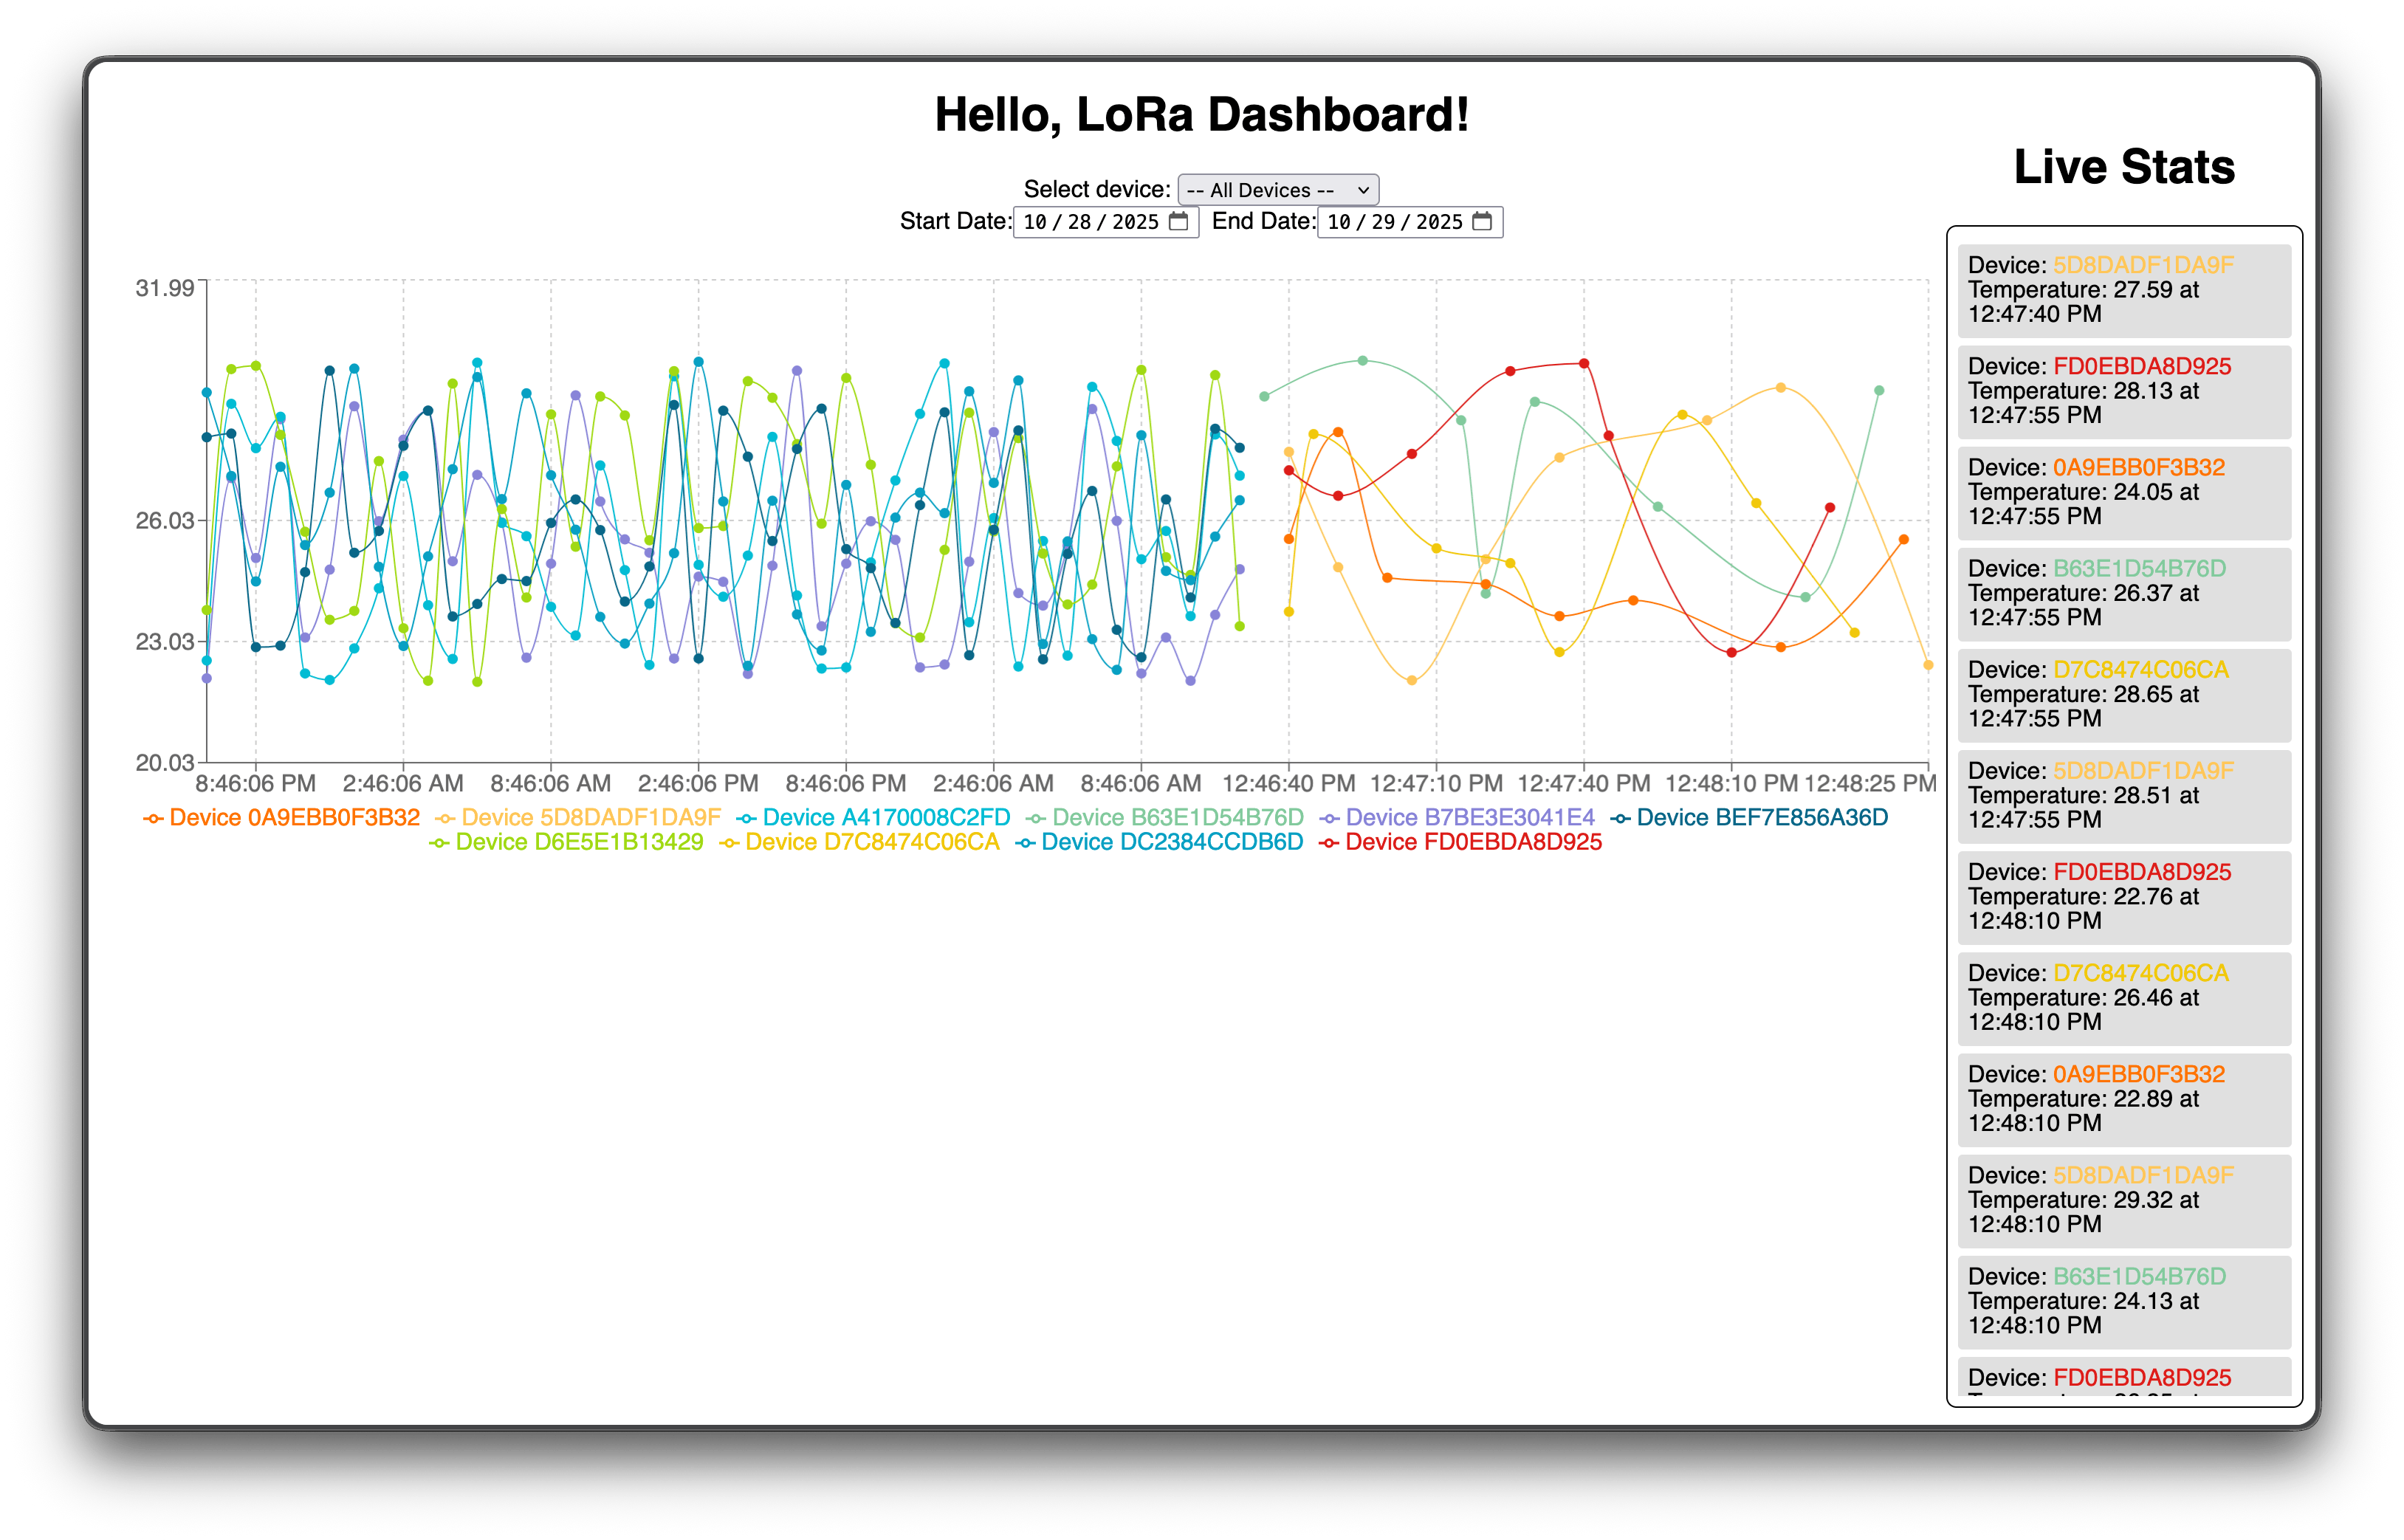 Hello, LoRa Dashboard!
Select device: -- All Devices --
Start Date: 10/28/2025 End Date: 10/29/2025
31.99
26.03
23.03
20.03
8:46:06 PM 2:46:06 AM 8:46:06 AM 2:46:06 PM 8:46:06 PM 2:46:06 AM 8:46:06 AM 12:46:40 PM 12:47:10 PM 12:47:40 PM 12:48:10 PM 12:48:25 PM
Device 0A9EBB0F3B32 Device 5D8DADF1DA9F Device A4170008C2FD Device B63E1D54B76D Device B7BE3E3041E4 Device BEF7E856A36D
Device D6E5E1B13429 Device D7C8474C06CA Device DC2384CCDB6D Device FD0EBDA8D925
Live Stats
Device: 5D8DADF1DA9F
Temperature: 27.59 at
12:47:40 PM
Device: FD0EBDA8D925
Temperature: 28.13 at
12:47:55 PM
Device: 0A9EBB0F3B32
Temperature: 24.05 at
12:47:55 PM
Device: B63E1D54B76D
Temperature: 26.37 at
12:47:55 PM
Device: D7C8474C06CA
Temperature: 28.65 at
12:47:55 PM
Device: 5D8DADF1DA9F
Temperature: 28.51 at
12:47:55 PM
Device: FD0EBDA8D925
Temperature: 22.76 at
12:48:10 PM
Device: D7C8474C06CA
Temperature: 26.46 at
12:48:10 PM
Device: 0A9EBB0F3B32
Temperature: 22.89 at
12:48:10 PM
Device: 5D8DADF1DA9F
Temperature: 29.32 at
12:48:10 PM
Device: B63E1D54B76D
Temperature: 24.13 at
12:48:10 PM
Device: FD0EBDA8D925